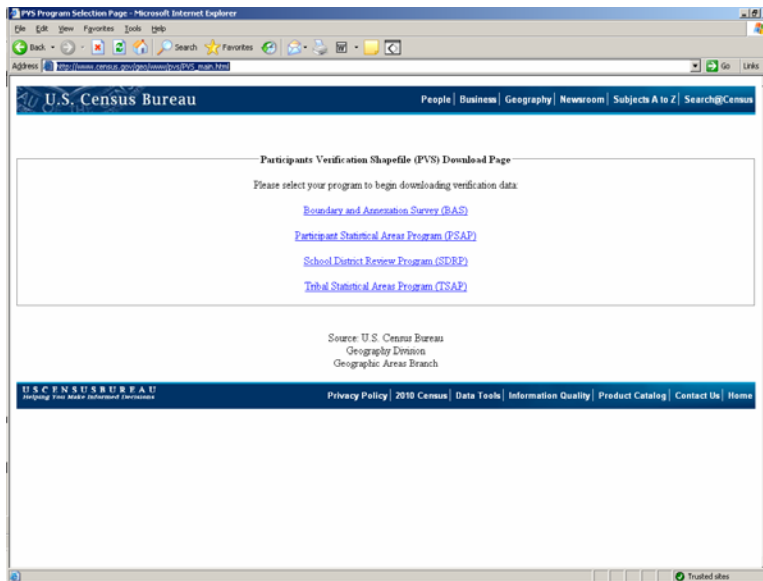 PVS Program Selection Page - Microsoft Internet Explorer
File Edit View Favorites Tools Help
Back Search Favorites
Address http://www.census.gov/geo/www/pvs/PVS_main.html Go Links
U.S. Census Bureau People | Business | Geography | Newsroom | Subjects A to Z | Search@Census
Participants Verification Shapefile (PVS) Download Page
Please select your program to begin downloading verification data:
Boundary and Annexation Survey (BAS)
Participant Statistical Areas Program (PSAP)
School District Review Program (SDRP)
Tribal Statistical Areas Program (TSAP)
Source: U.S. Census Bureau
Geography Division
Geographic Areas Branch
USCENSUSBUREAU
Helping You Make Informed Decisions
Privacy Policy | 2010 Census | Data Tools | Information Quality | Product Catalog | Contact Us | Home
Trusted sites